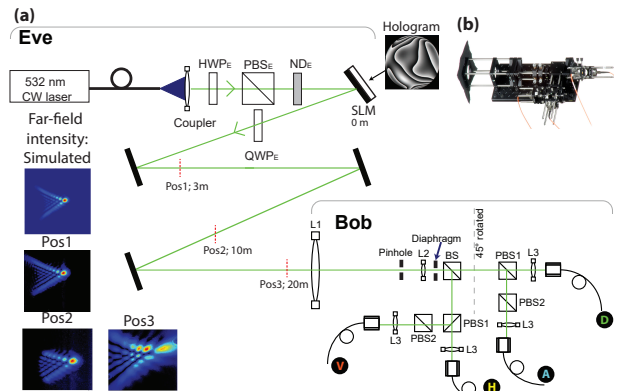 (a)
Eve
Hologram
(b)
532 nm
CW laser
HWPE
PBSE
NDE
Coupler
SLM
0 m
QWPE
Far-field
intensity:
Simulated
Pos1; 3m
Pos1
Pos2; 10m
Pos2
Pos3
Pos3; 20m
L1
Bob
Pinhole
L2
Diaphragm
BS
45° rotated
PBS1
L3
PBS2
L3
D
A
L3
PBS2
PBS1
L3
V
H